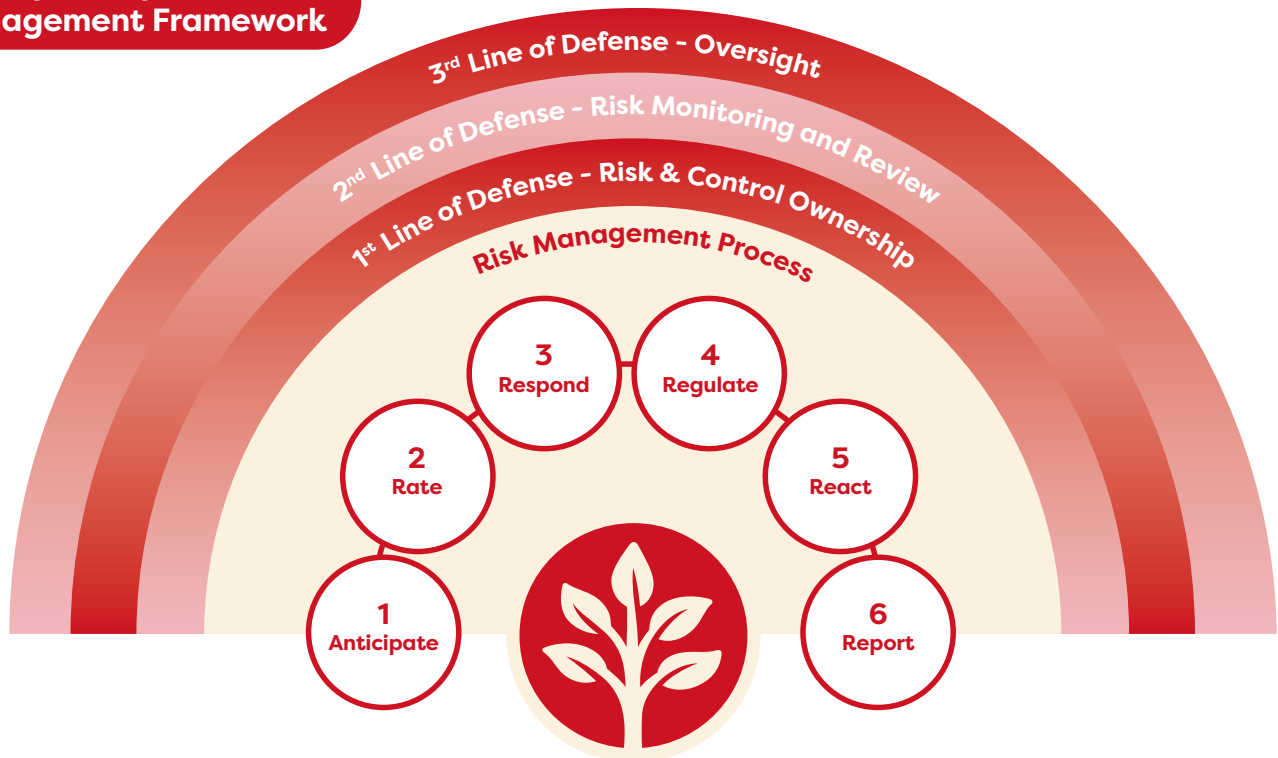 agement Framework
3rd Line of Defense - Oversight
2nd Line of Defense - Risk Monitoring and Review
1st Line of Defense - Risk & Control Ownership
Risk Management Process
1
Anticipate
2
Rate
3
Respond
4
Regulate
5
React
6
Report